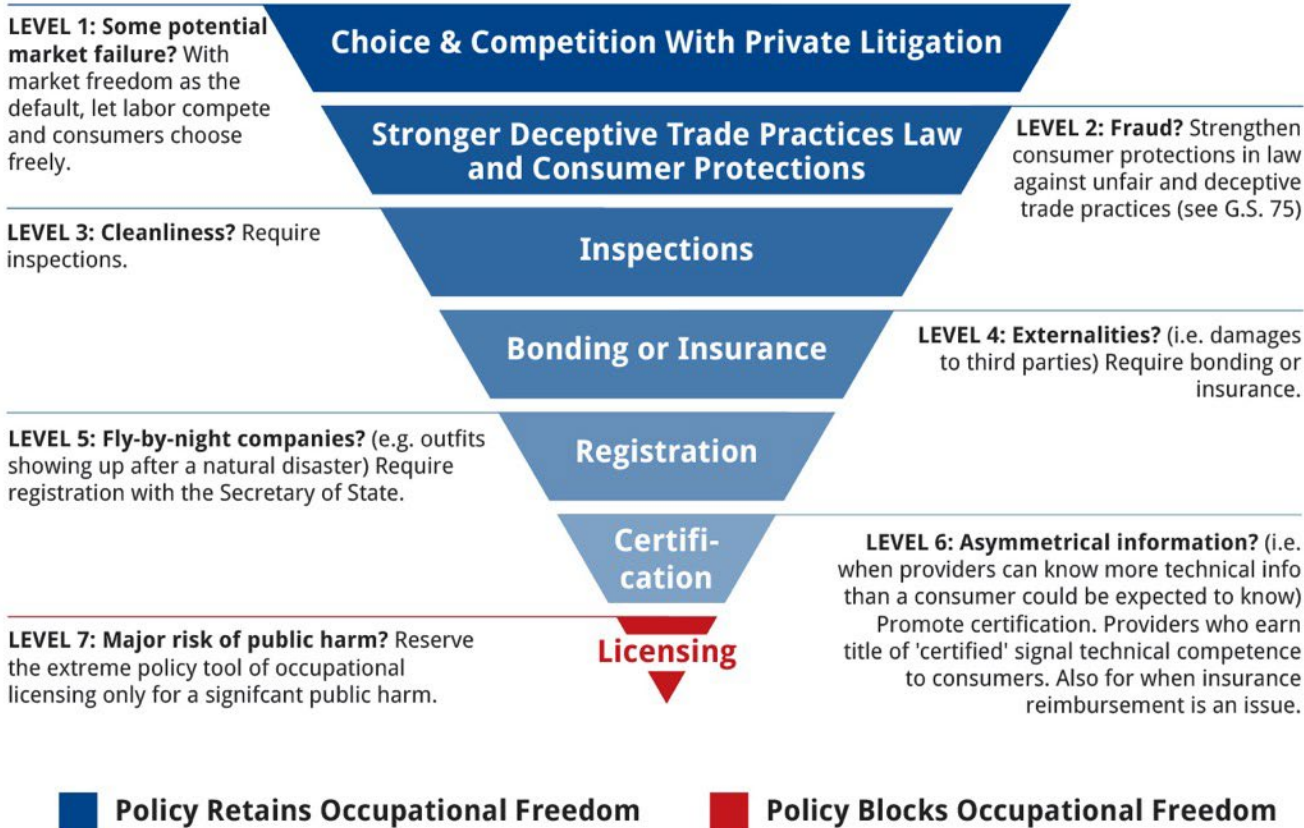 LEVEL 1: Some potential
market failure? With
market freedom as the
default, let labor compete
and consumers choose
freely.
Choice & Competition With Private Litigation
Stronger Deceptive Trade Practices Law
and Consumer Protections
LEVEL 2: Fraud? Strengthen
consumer protections in law
against unfair and deceptive
trade practices (see G.S. 75)
LEVEL 3: Cleanliness? Require
inspections.
Inspections
Bonding or Insurance
LEVEL 4: Externalities? (i.e. damages
to third parties) Require bonding or
insurance.
LEVEL 5: Fly-by-night companies? (e.g. outfits
showing up after a natural disaster) Require
registration with the Secretary of State.
Registration
Certifi-
cation
LEVEL 6: Asymmetrical information? (i.e.
when providers can know more technical info
than a consumer could be expected to know)
Promote certification. Providers who earn
title of 'certified' signal technical competence
to consumers. Also for when insurance
reimbursement is an issue.
LEVEL 7: Major risk of public harm? Reserve
the extreme policy tool of occupational
licensing only for a signifcant public harm.
Licensing
Policy Retains Occupational Freedom
Policy Blocks Occupational Freedom